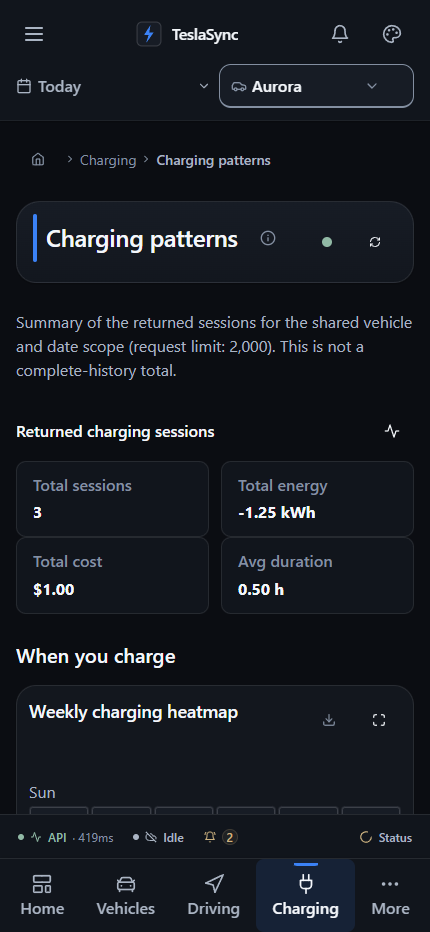 TeslaSync
Today
Aurora
Charging
Charging patterns
Charging patterns
Summary of the returned sessions for the shared vehicle
and date scope (request limit: 2,000). This is not a
complete-history total.
Returned charging sessions
Total sessions
3
Total energy
-1.25 kWh
Total cost
$1.00
Avg duration
0.50 h
When you charge
Weekly charging heatmap
Sun
API · 419ms
Idle
2
Status
Home
Vehicles
Driving
Charging
More